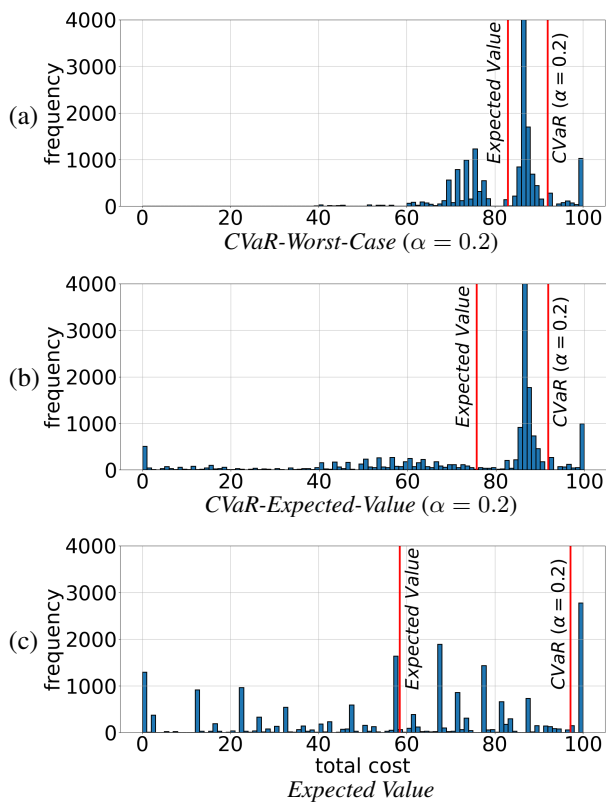 (a)
frequency
4000
3000
2000
1000
0
Expected Value
CVaR (α = 0.2)
0 20 40 60 80 100
CVaR-Worst-Case (α = 0.2)
(b)
frequency
4000
3000
2000
1000
0
Expected Value
CVaR (α = 0.2)
0 20 40 60 80 100
CVaR-Expected-Value (α = 0.2)
(c)
frequency
4000
3000
2000
1000
0
Expected Value
CVaR (α = 0.2)
0 20 40 60 80 100
total cost
Expected Value